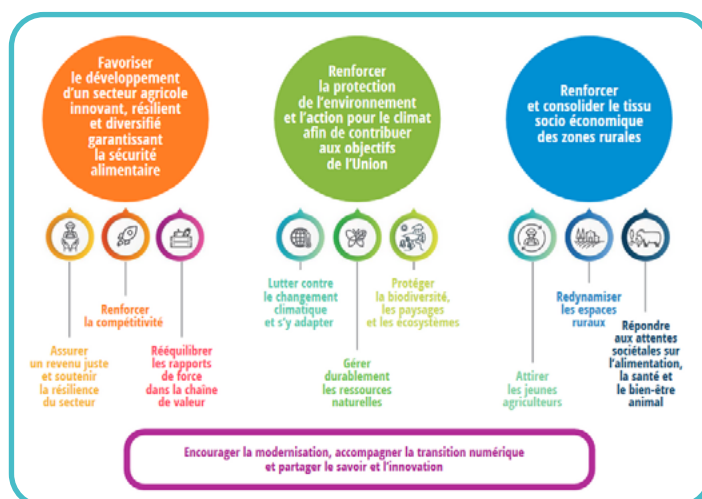 Favoriser
le développement
d'un secteur agricole
innovant, résilient
et diversifié
garantissant
la sécurité
alimentaire
Renforcer
la protection
de l'environnement
et l'action pour le climat
afin de contribuer
aux objectifs
de l'Union
Renforcer
et consolider le tissu
socio économique
des zones rurales
Assurer
un revenu juste
et soutenir
la résilience
du secteur
Renforcer
la compétitivité
Rééquilibrer
les rapports
de force
dans la chaîne
de valeur
Lutter contre
le changement
climatique
et s'y adapter
Gérer
durablement
les ressources
naturelles
Protéger
la biodiversité,
les paysages
et les écosystèmes
Attirer
les jeunes
agriculteurs
Redynamiser
les espaces
ruraux
Répondre
aux attentes
sociétales sur
l'alimentation,
la santé et
le bien-être
animal
Encourager la modernisation, accompagner la transition numérique
et partager le savoir et l'innovation